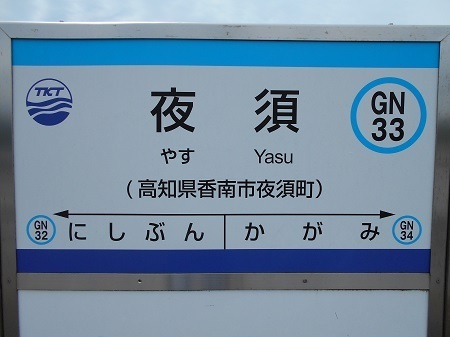 TKT
夜須
GN
33
やす Yasu
(高知県香南市夜須町)
GN
32
にしぶん かがみ
GN
34